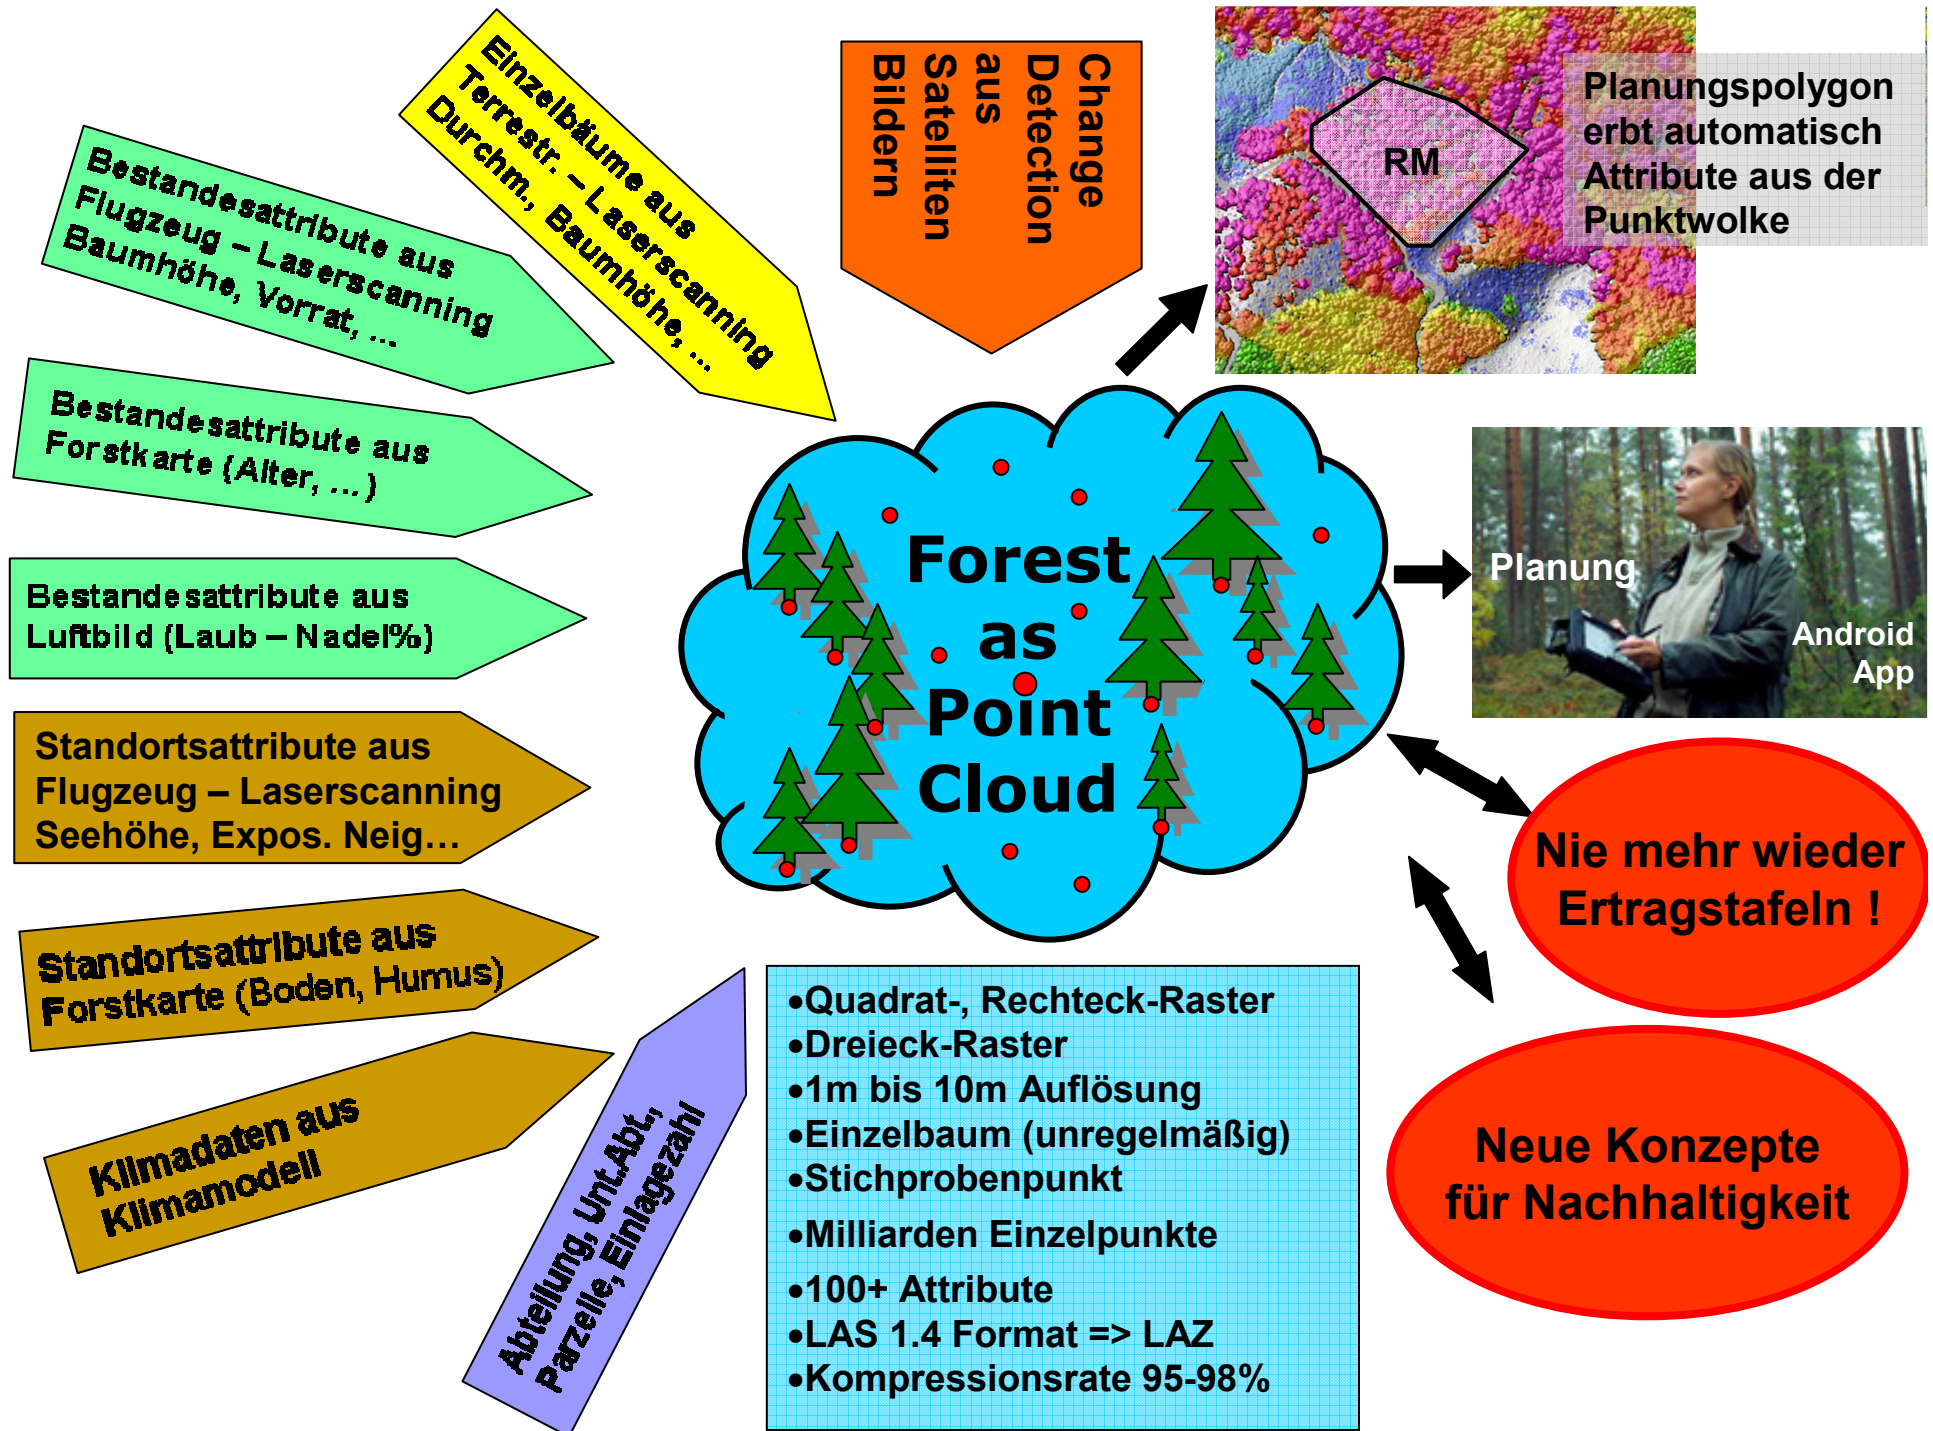 Einzelbäume aus
Terrestr. – Laserscanning
Durchm., Baumhöhe, ...
Change
Detection
aus
Satelliten
Bildern
RM
Planungspolygon
erbt automatisch
Attribute aus der
Punktwolke
Bestandesattribute aus
Flugzeug – Laserscanning
Baumhöhe, Vorrat, ...
Bestandesattribute aus
Forstkarte (Alter, ...)
Bestandesattribute aus
Luftbild (Laub – Nadel%)
Standortsattribute aus
Flugzeug – Laserscanning
Seehöhe, Expos. Neig...
Standortsattribute aus
Forstkarte (Boden, Humus)
Klimadaten aus
Klimamodell
Abteilung, Unt.Abt.,
Parzelle, Einlagezahl
Forest
as
Point
Cloud
Planung
Android
App
Nie mehr wieder
Ertragstafeln !
Neue Konzepte
für Nachhaltigkeit
•Quadrat-, Rechteck-Raster
•Dreieck-Raster
•1m bis 10m Auflösung
•Einzelbaum (unregelmäßig)
•Stichprobenpunkt
•Milliarden Einzelpunkte
•100+ Attribute
•LAS 1.4 Format => LAZ
•Kompressionsrate 95-98%